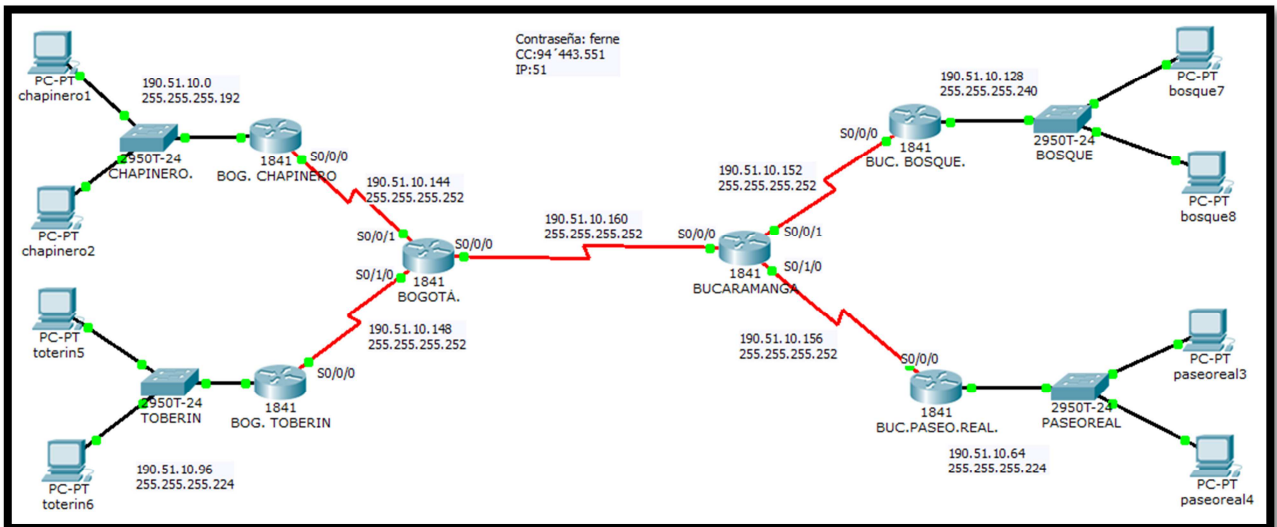 Contraseña: ferne
CC:94´443.551
IP:51
PC-PT
chapinero1
190.51.10.0
255.255.255.192
2950T-24
CHAPINERO.
1841
BOG. CHAPINERO
S0/0/0
PC-PT
chapinero2
190.51.10.144
255.255.255.252
S0/0/1
S0/0/0
S0/1/0
1841
BOGOTÁ.
190.51.10.160
255.255.255.252
PC-PT
toterin5
190.51.10.148
255.255.255.252
S0/0/0
2950T-24
TOBERIN
1841
BOG. TOBERIN
PC-PT
toterin6
190.51.10.96
255.255.255.224
190.51.10.128
255.255.255.240
PC-PT
bosque7
S0/0/0
1841
BUC. BOSQUE.
2950T-24
BOSQUE
PC-PT
bosque8
190.51.10.152
255.255.255.252
S0/0/0
S0/0/1
S0/1/0
1841
BUCARAMANGA
190.51.10.156
255.255.255.252
S0/0/0
1841
BUC.PASEO.REAL.
2950T-24
PASEOREAL
PC-PT
paseoreal3
190.51.10.64
255.255.255.224
PC-PT
paseoreal4